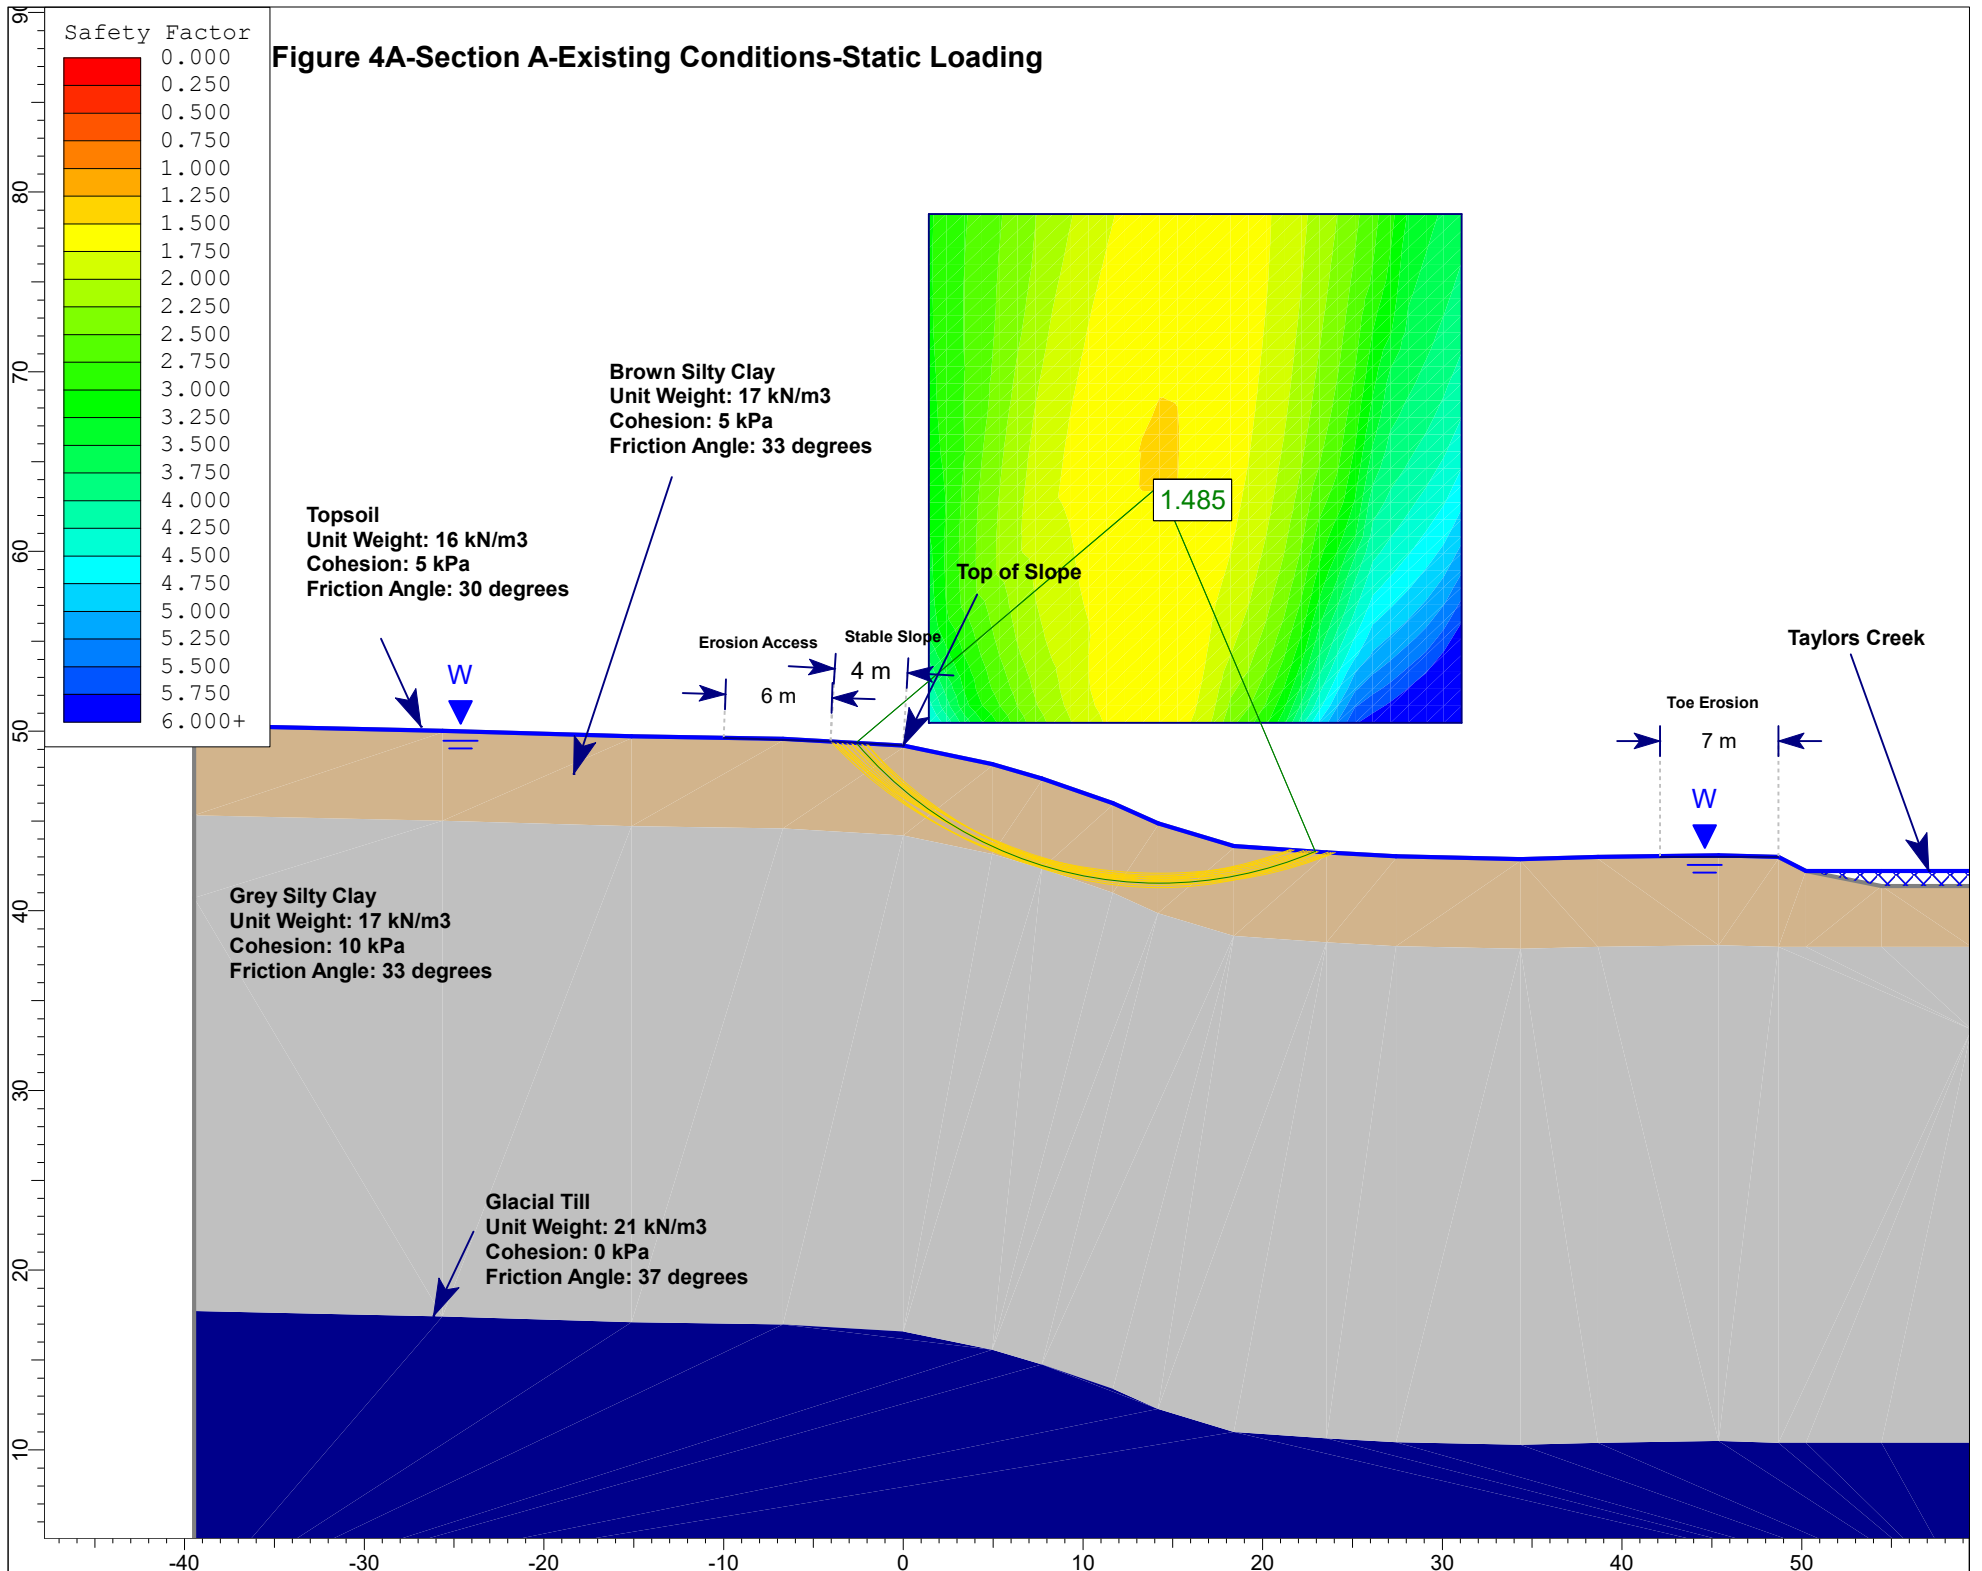 Safety Factor
0.000
0.250
0.500
0.750
1.000
1.250
1.500
1.750
2.000
2.250
2.500
2.750
3.000
3.250
3.500
3.750
4.000
4.250
4.500
4.750
5.000
5.250
5.500
5.750
6.000+
Figure 4A-Section A-Existing Conditions-Static Loading
Brown Silty Clay
Unit Weight: 17 kN/m3
Cohesion: 5 kPa
Friction Angle: 33 degrees
Topsoil
Unit Weight: 16 kN/m3
Cohesion: 5 kPa
Friction Angle: 30 degrees
1.485
Top of Slope
Erosion Access
6 m
Stable Slope
4 m
W
Taylors Creek
Toe Erosion
7 m
W
Grey Silty Clay
Unit Weight: 17 kN/m3
Cohesion: 10 kPa
Friction Angle: 33 degrees
Glacial Till
Unit Weight: 21 kN/m3
Cohesion: 0 kPa
Friction Angle: 37 degrees
90
80
70
60
50
40
30
20
10
-40 -30 -20 -10 0 10 20 30 40 50